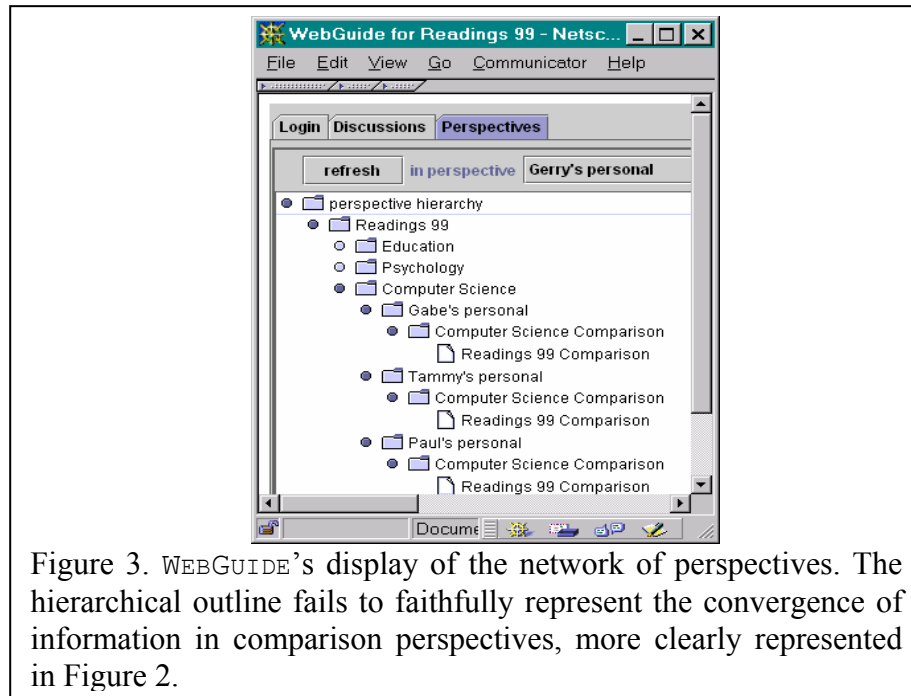 WebGuide for Readings 99 - Netsc...
File Edit View Go Communicator Help
Login Discussions Perspectives
refresh in perspective Gerry's personal
perspective hierarchy
Readings 99
Education
Psychology
Computer Science
Gabe's personal
Computer Science Comparison
Readings 99 Comparison
Tammy's personal
Computer Science Comparison
Readings 99 Comparison
Paul's personal
Computer Science Comparison
Readings 99 Comparison
Docume
Figure 3. WEBGUIDE's display of the network of perspectives. The
hierarchical outline fails to faithfully represent the convergence of
information in comparison perspectives, more clearly represented
in Figure 2.